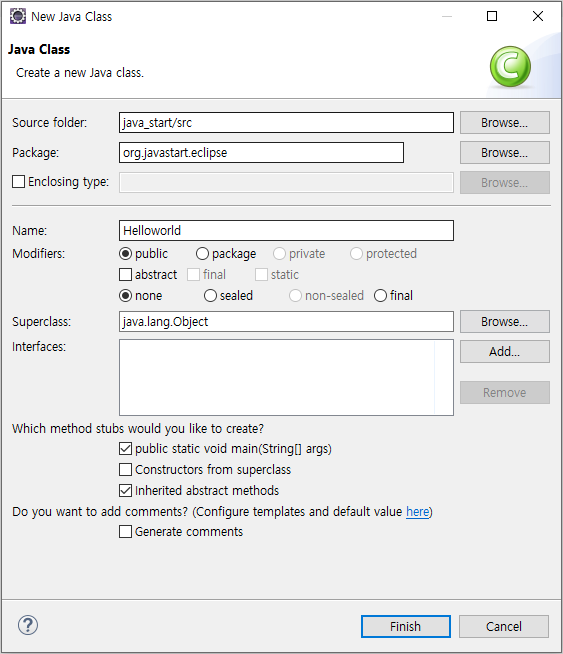 New Java Class
Java Class
Create a new Java class.
C
Source folder: java_start/src Browse...
Package: org.javastart.eclipse Browse...
Enclosing type: Browse...
Name: Helloworld
Modifiers: public package private protected
abstract final static
none sealed non-sealed final
Superclass: java.lang.Object Browse...
Interfaces: Add...
Remove
Which method stubs would you like to create?
public static void main(String[] args)
Constructors from superclass
Inherited abstract methods
Do you want to add comments? (Configure templates and default value here)
Generate comments
? Finish Cancel